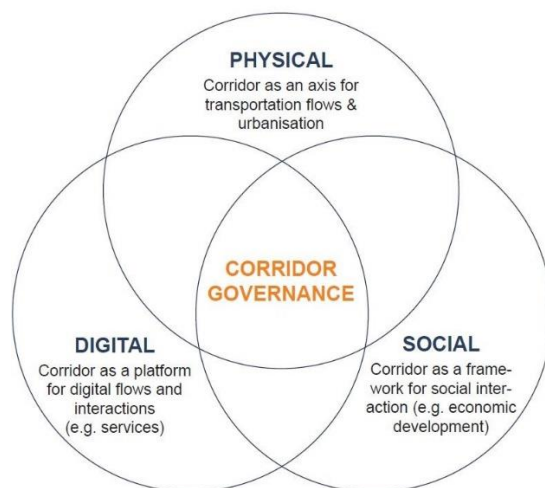 PHYSICAL
Corridor as an axis for
transportation flows &
urbanisation
CORRIDOR
GOVERNANCE
DIGITAL
Corridor as a platform
for digital flows and
interactions
(e.g. services)
SOCIAL
Corridor as a frame-
work for social inter-
action (e.g. economic
development)